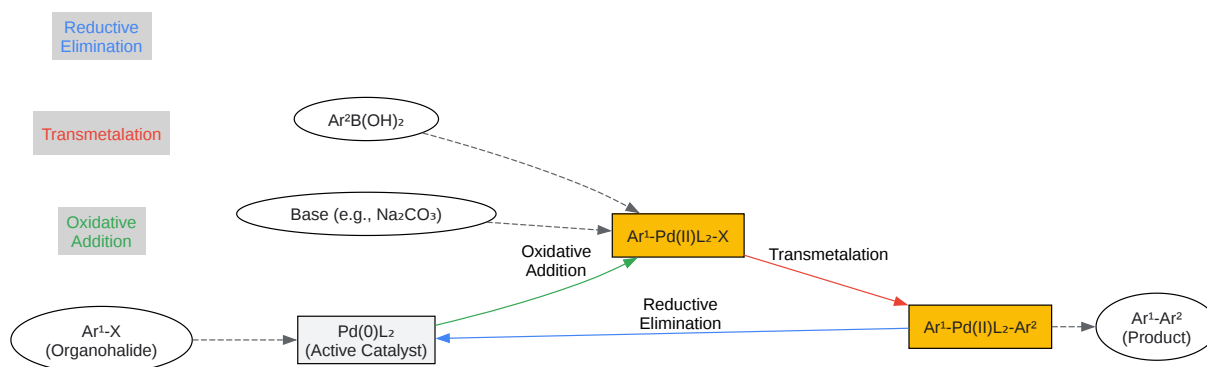 Reductive
Elimination
Transmetalation
Ar²B(OH)₂
Base (e.g., Na₂CO₃)
Oxidative
Addition
Ar¹-Pd(II)L₂-X
Oxidative
Addition
Transmetalation
Ar¹-X
(Organohalide)
Pd(0)L₂
(Active Catalyst)
Reductive
Elimination
Ar¹-Pd(II)L₂-Ar²
Ar¹-Ar²
(Product)